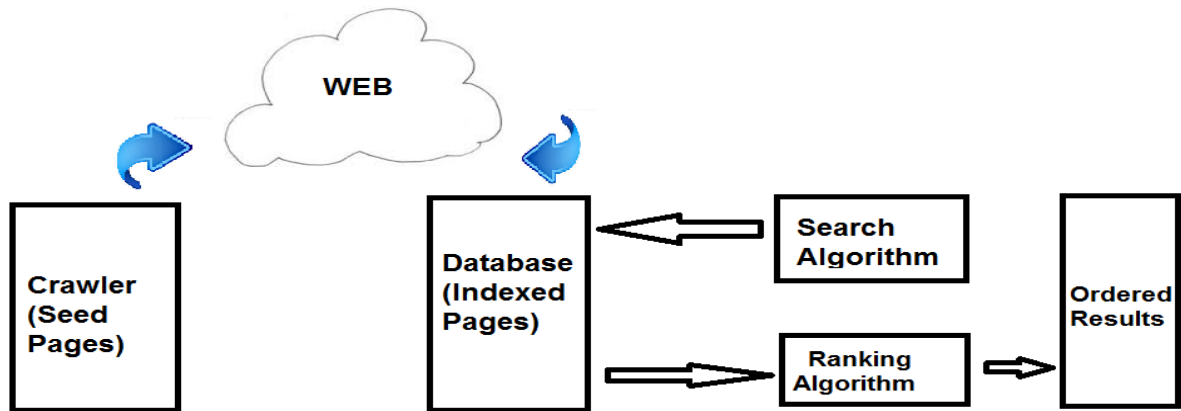 WEB
Crawler
(Seed
Pages)
Database
(Indexed
Pages)
Search
Algorithm
Ranking
Algorithm
Ordered
Results